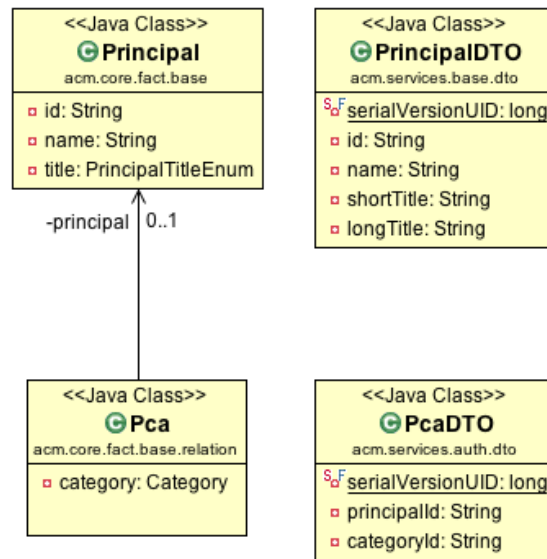 <<Java Class>>
C Principal
acm.core.fact.base
id: String
name: String
title: PrincipalTitleEnum
-principal 0..1
<<Java Class>>
C PrincipalDTO
acm.services.base.dto
S F serialVersionUID: long
id: String
name: String
shortTitle: String
longTitle: String
<<Java Class>>
C Pca
acm.core.fact.base.relation
category: Category
<<Java Class>>
C PcaDTO
acm.services.auth.dto
S F serialVersionUID: long
principalId: String
categoryId: String